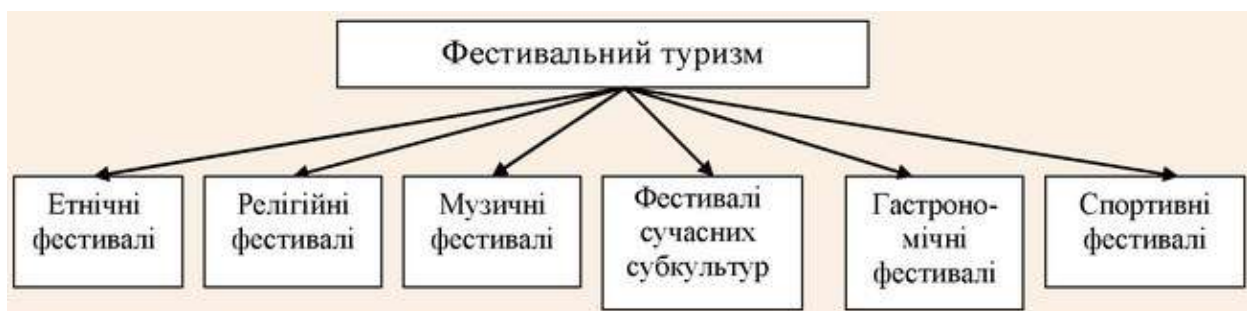 Фестивальний туризм
Етнічні
фестивалі
Релігійні
фестивалі
Музичні
фестивалі
Фестивалі
сучасних
субкультур
Гастроно-
мічні
фестивалі
Спортивні
фестивалі